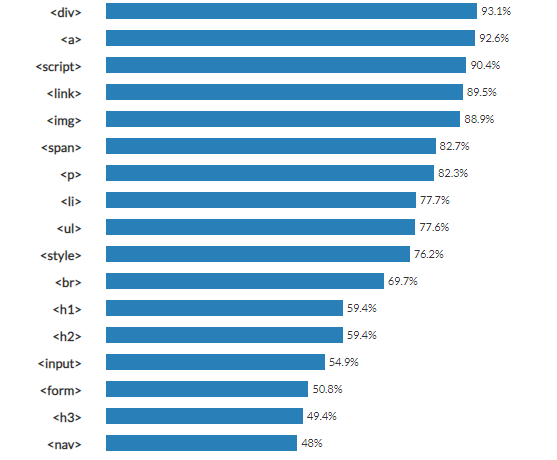 <div> 93.1%
<a> 92.6%
<script> 90.4%
<link> 89.5%
<img> 88.9%
<span> 82.7%
<p> 82.3%
<li> 77.7%
<ul> 77.6%
<style> 76.2%
<br> 69.7%
<h1> 59.4%
<h2> 59.4%
<input> 54.9%
<form> 50.8%
<h3> 49.4%
<nav> 48%